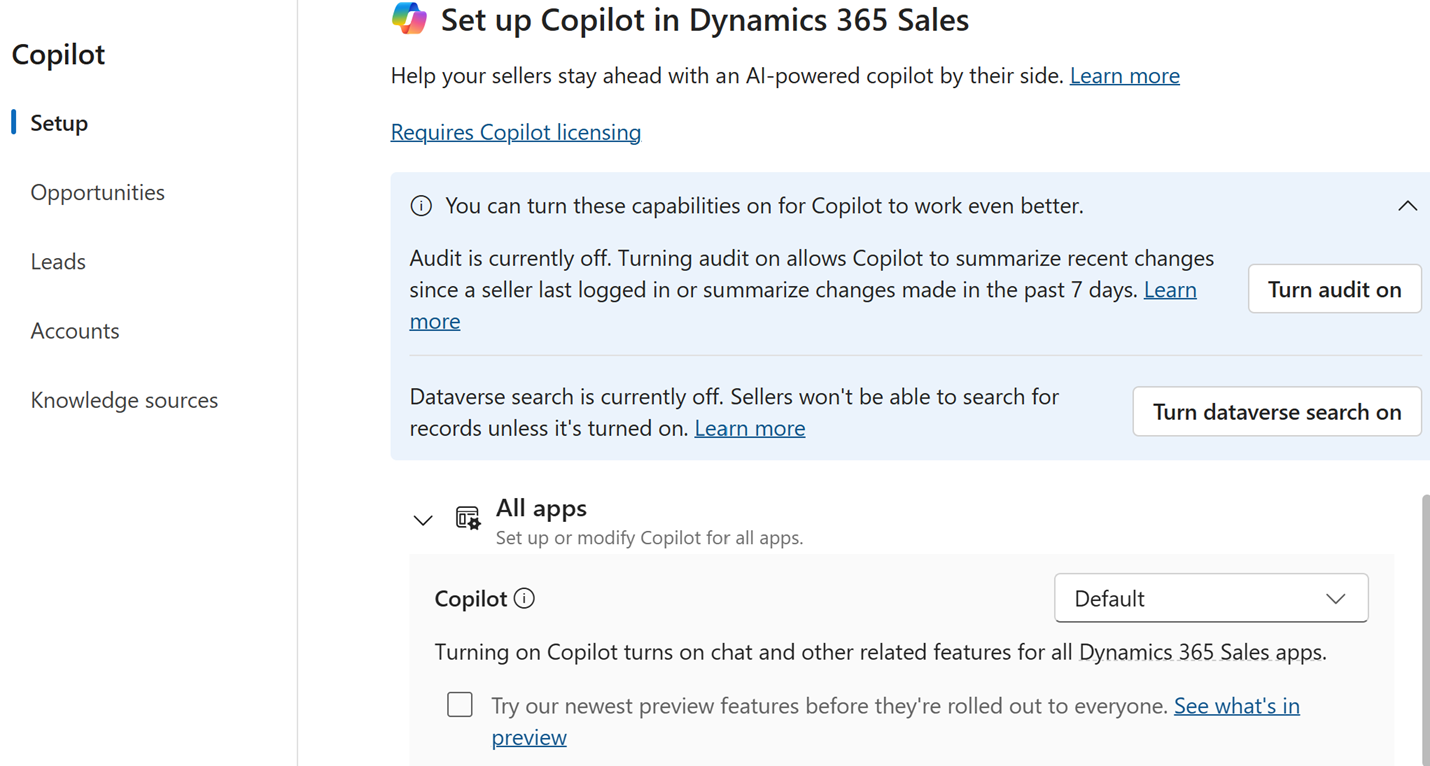 Copilot
Setup
Opportunities
Leads
Accounts
Knowledge sources
Set up Copilot in Dynamics 365 Sales
Help your sellers stay ahead with an AI-powered copilot by their side. Learn more
Requires Copilot licensing
You can turn these capabilities on for Copilot to work even better.
Audit is currently off. Turning audit on allows Copilot to summarize recent changes
since a seller last logged in or summarize changes made in the past 7 days. Learn
more
Turn audit on
Dataverse search is currently off. Sellers won't be able to search for
records unless it's turned on. Learn more
Turn dataverse search on
All apps
Set up or modify Copilot for all apps.
Copilot
Default
Turning on Copilot turns on chat and other related features for all Dynamics 365 Sales apps.
Try our newest preview features before they're rolled out to everyone. See what's in
preview